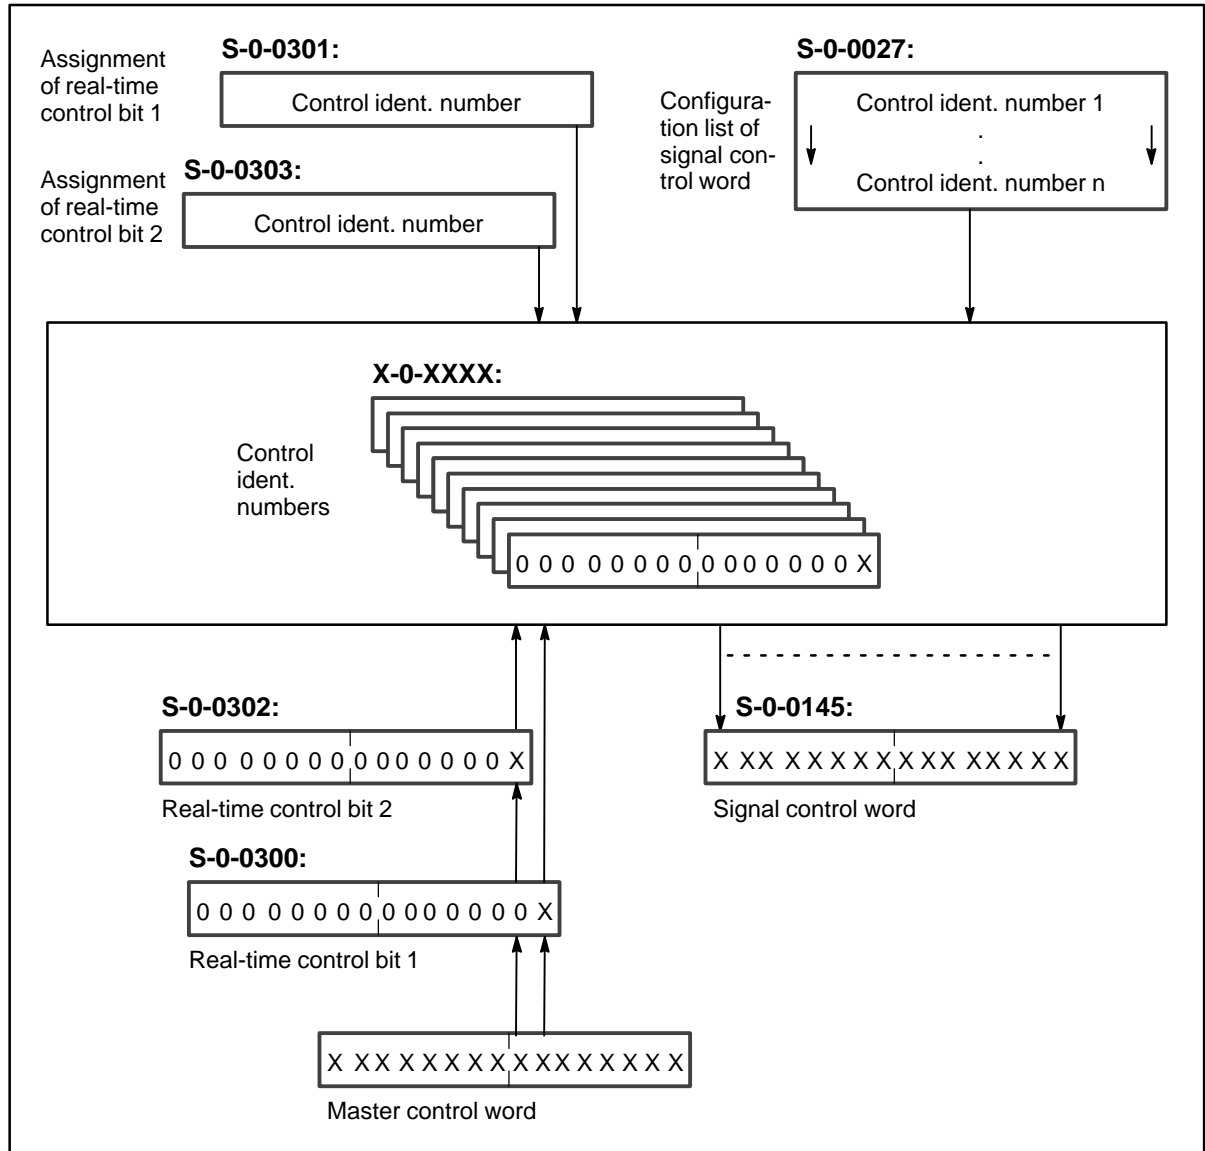 S-0-0301:
Assignment
of real-time
control bit 1
Control ident. number
S-0-0027:
Configura-
tion list of
signal con-
trol word
Control ident. number 1
.
.
Control ident. number n
S-0-0303:
Assignment
of real-time
control bit 2
Control ident. number
X-0-XXXX:
Control
ident.
numbers
0 0 0 0 0 0 0 0 0 0 0 0 0 0 0 X
S-0-0302:
0 0 0 0 0 0 0 0 0 0 0 0 0 0 0 X
Real-time control bit 2
S-0-0145:
X X X X X X X X X X X X X X X X
Signal control word
S-0-0300:
0 0 0 0 0 0 0 0 0 0 0 0 0 0 0 X
Real-time control bit 1
X X X X X X X X X X X X X X X X
Master control word